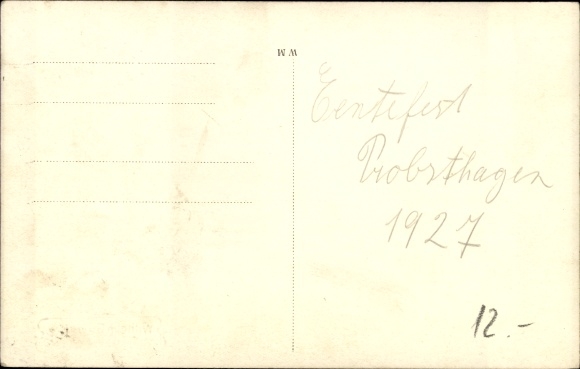 W M
Erntefest
Probsthagen
1927
12.-